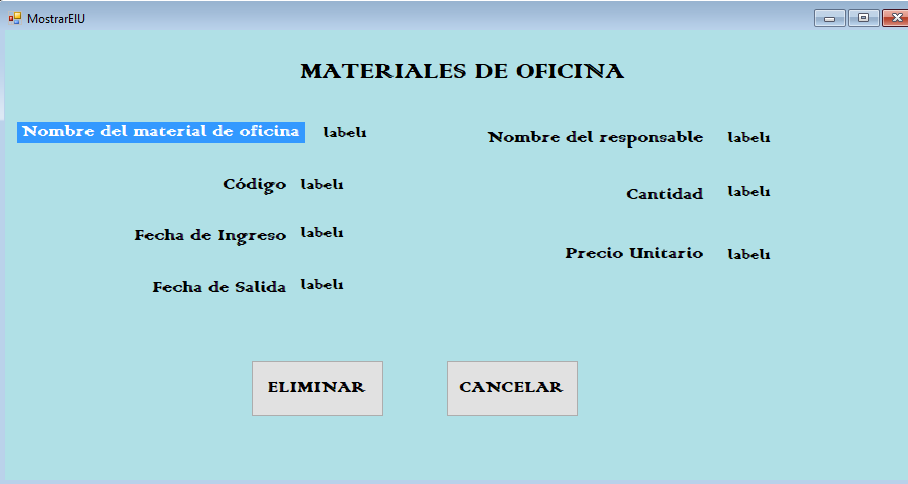 MostrarEIU
MATERIALES DE OFICINA
Nombre del material de oficina label1
Nombre del responsable label1
Código label1
Cantidad label1
Fecha de Ingreso label1
Precio Unitario label1
Fecha de Salida label1
ELIMINAR
CANCELAR